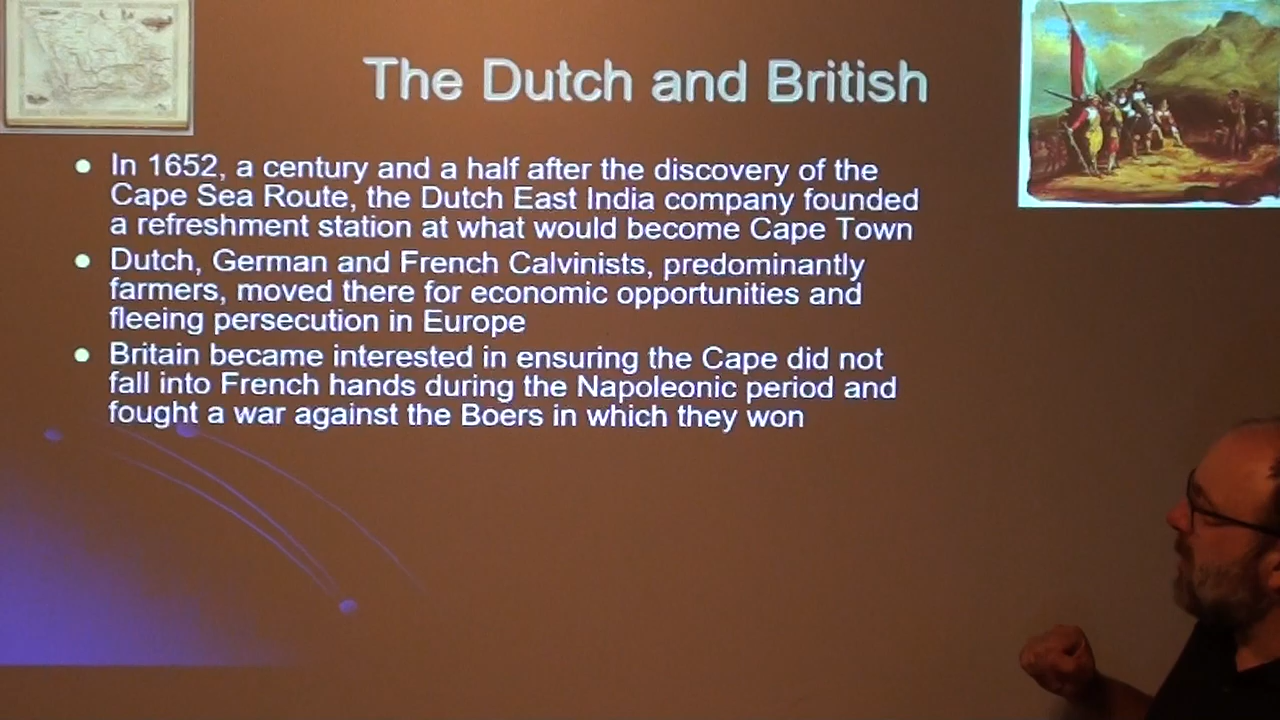 The Dutch and British
In 1652, a century and a half after the discovery of the
Cape Sea Route, the Dutch East India company founded
a refreshment station at what would become Cape Town
Dutch, German and French Calvinists, predominantly
farmers, moved there for economic opportunities and
fleeing persecution in Europe
Britain became interested in ensuring the Cape did not
fall into French hands during the Napoleonic period and
fought a war against the Boers in which they won